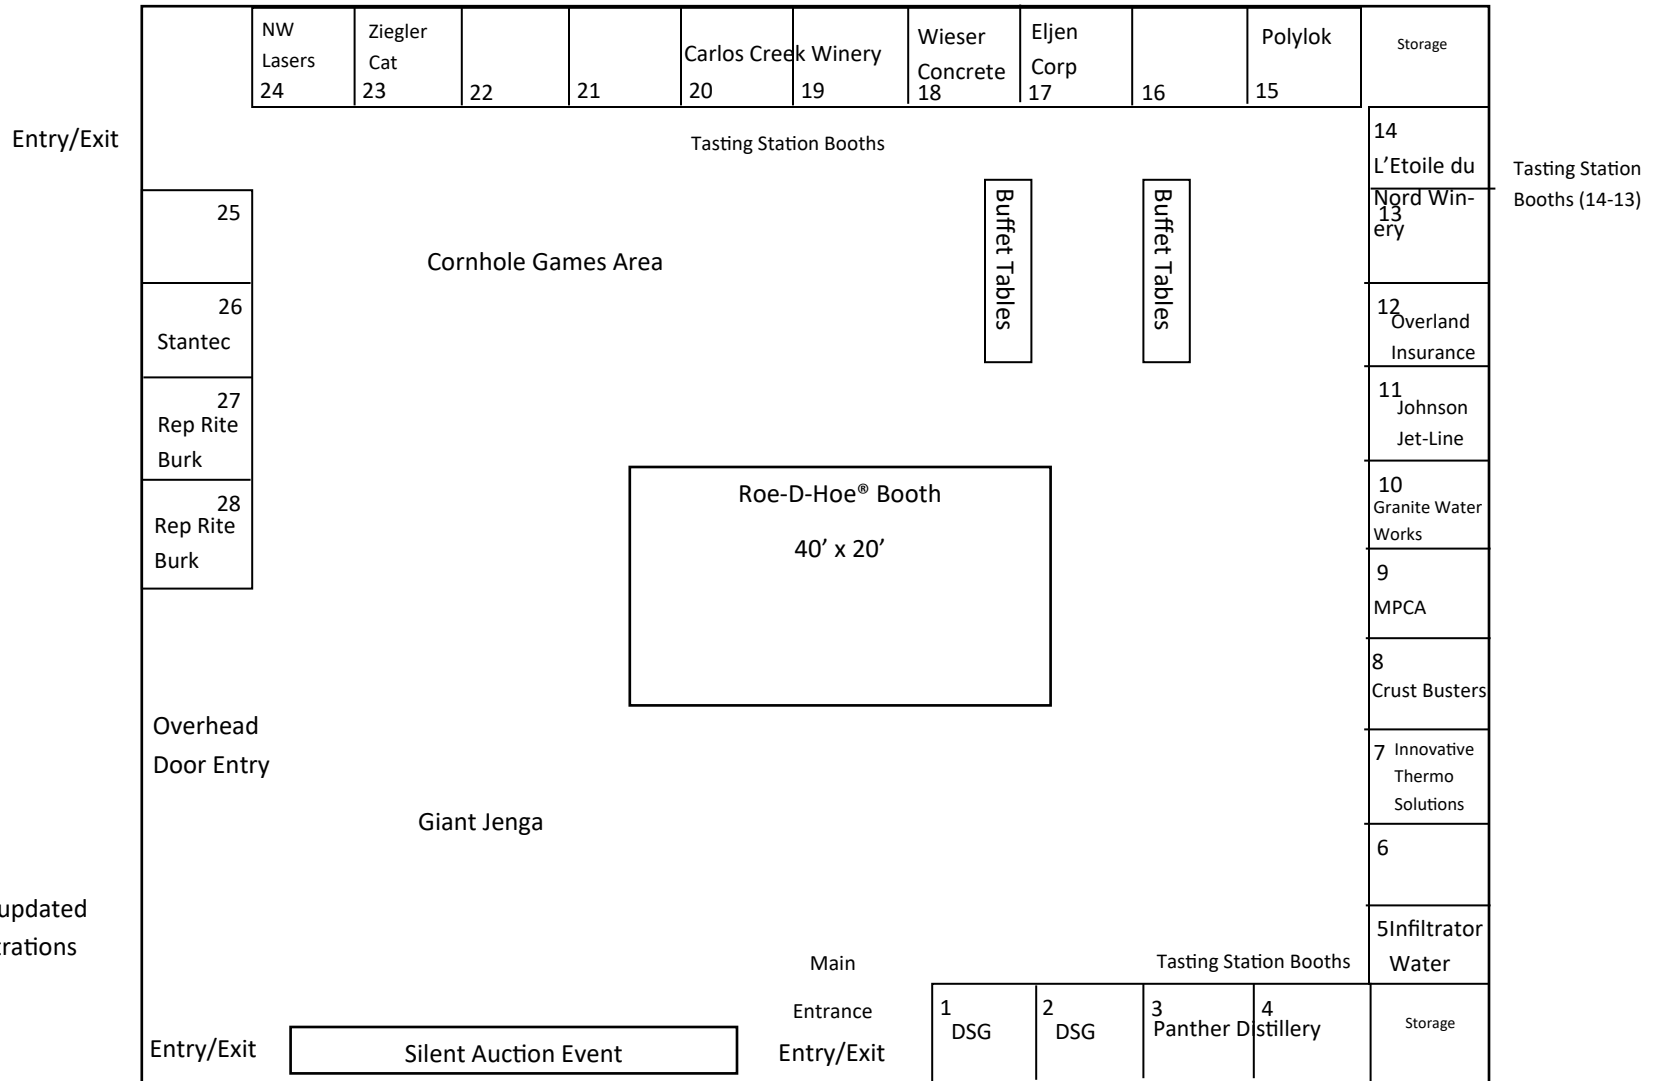 NW
Lasers
24
Ziegler
Cat
23
22
21
Carlos Creek Winery
20
19
Wieser
Concrete
18
Eljen
Corp
17
16
Polylok
15
Storage
Entry/Exit
Tasting Station Booths
14
L’Etoile du
Nord Win-
13
ery
Tasting Station
Booths (14-13)
25
Cornhole Games Area
Buffet Tables
Buffet Tables
26
Stantec
12
Overland
Insurance
27
Rep Rite
Burk
11
Johnson
Jet-Line
28
Rep Rite
Burk
Roe-D-Hoe® Booth
40’ x 20’
10
Granite Water
Works
9
MPCA
8
Crust Busters
Overhead
Door Entry
7 Innovative
Thermo
Solutions
Giant Jenga
6
updated
trations
5Infiltrator
Water
Main
Entrance
Entry/Exit
Tasting Station Booths
1
DSG
2
DSG
3
4
Panther Distillery
Storage
Entry/Exit
Silent Auction Event